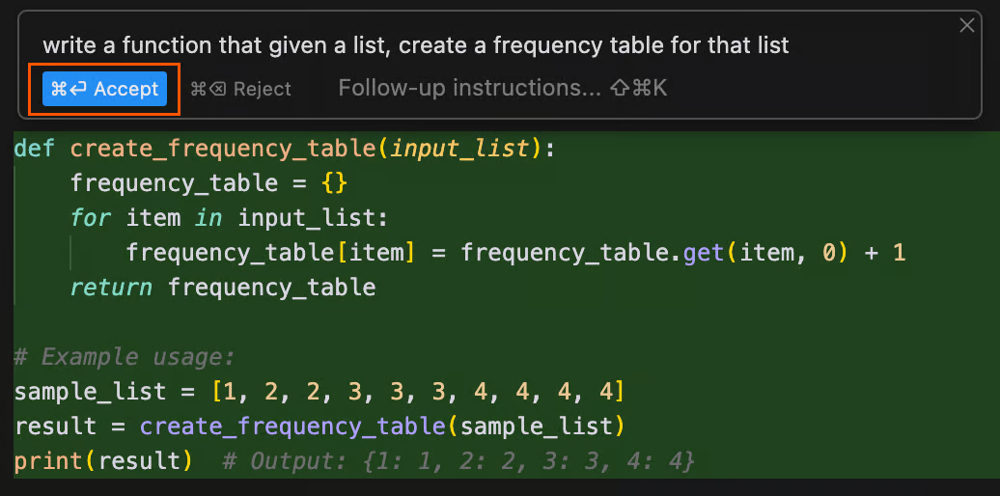 write a function that given a list, create a frequency table for that list
⌘⏎ Accept ⌘⌫ Reject Follow-up instructions... ⇧⌘K
def create_frequency_table(input_list):
    frequency_table = {}
    for item in input_list:
        frequency_table[item] = frequency_table.get(item, 0) + 1
    return frequency_table
# Example usage:
sample_list = [1, 2, 2, 3, 3, 3, 4, 4, 4, 4]
result = create_frequency_table(sample_list)
print(result)  # Output: {1: 1, 2: 2, 3: 3, 4: 4}